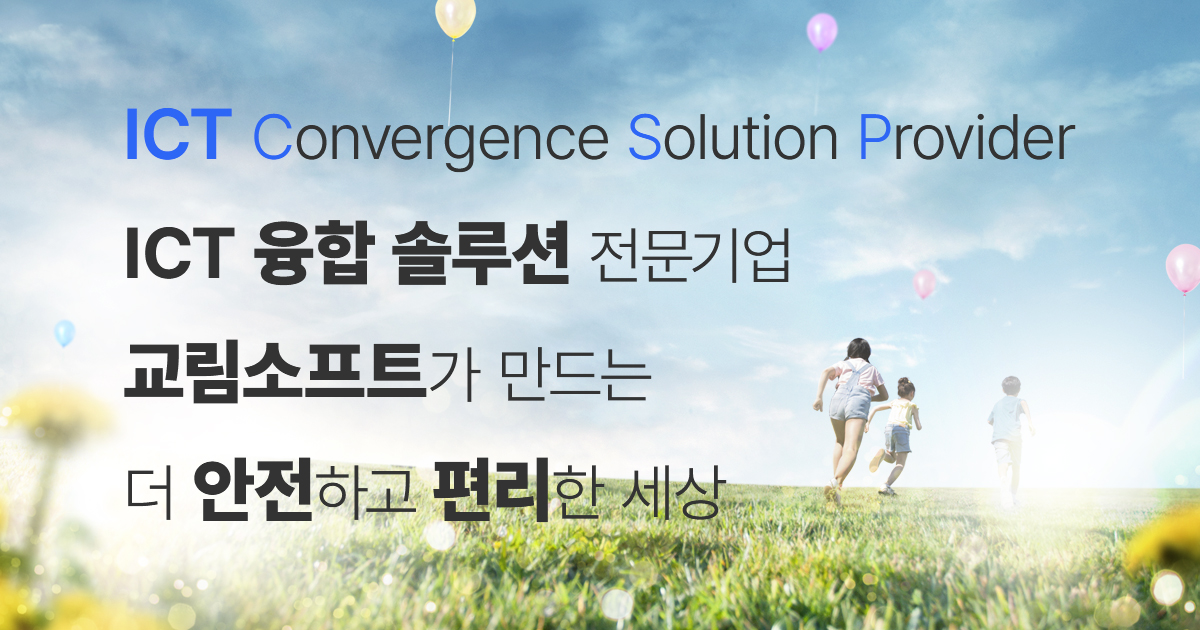 ICT Convergence Solution Provider
ICT 융합 솔루션 전문기업
교림소프트가 만드는
더 안전하고 편리한 세상